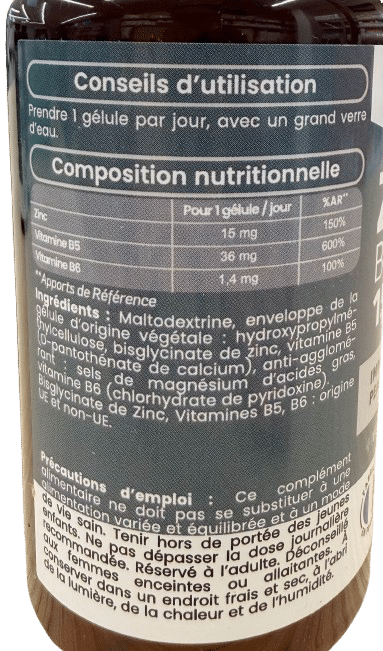 Conseils d'utilisation
Prendre 1 gélule par jour, avec un grand verre
d'eau.
Composition nutritionnelle
Pour 1 gélule / jour %AR**
Zinc 15 mg 150%
Vitamine B5 36 mg 600%
Vitamine B6 1,4 mg 100%
**Apports de Référence
Ingrédients : Maltodextrine, enveloppe de la
gélule d'origine végétale : hydroxypropylmé-
thylcellulose, bisglycinate de zinc, vitamine B5
(D-pantothénate de calcium), anti-agglomé-
rant : sels de magnésium d'acides gras,
vitamine B6 (chlorhydrate de pyridoxine).
Bisglycinate de Zinc, Vitamines B5, B6 : origine
UE et non-UE.
Précautions d'emploi : Ce complément
alimentaire ne doit pas se substituer à une
alimentation variée et équilibrée et à un mode
de vie sain. Tenir hors de portée des jeunes
enfants. Ne pas dépasser la dose journalière
recommandée. Réservé à l'adulte. Déconseillé
aux femmes enceintes ou allaitantes. À
conserver dans un endroit frais et sec, à l'abri
de la lumière, de la chaleur et de l'humidité.